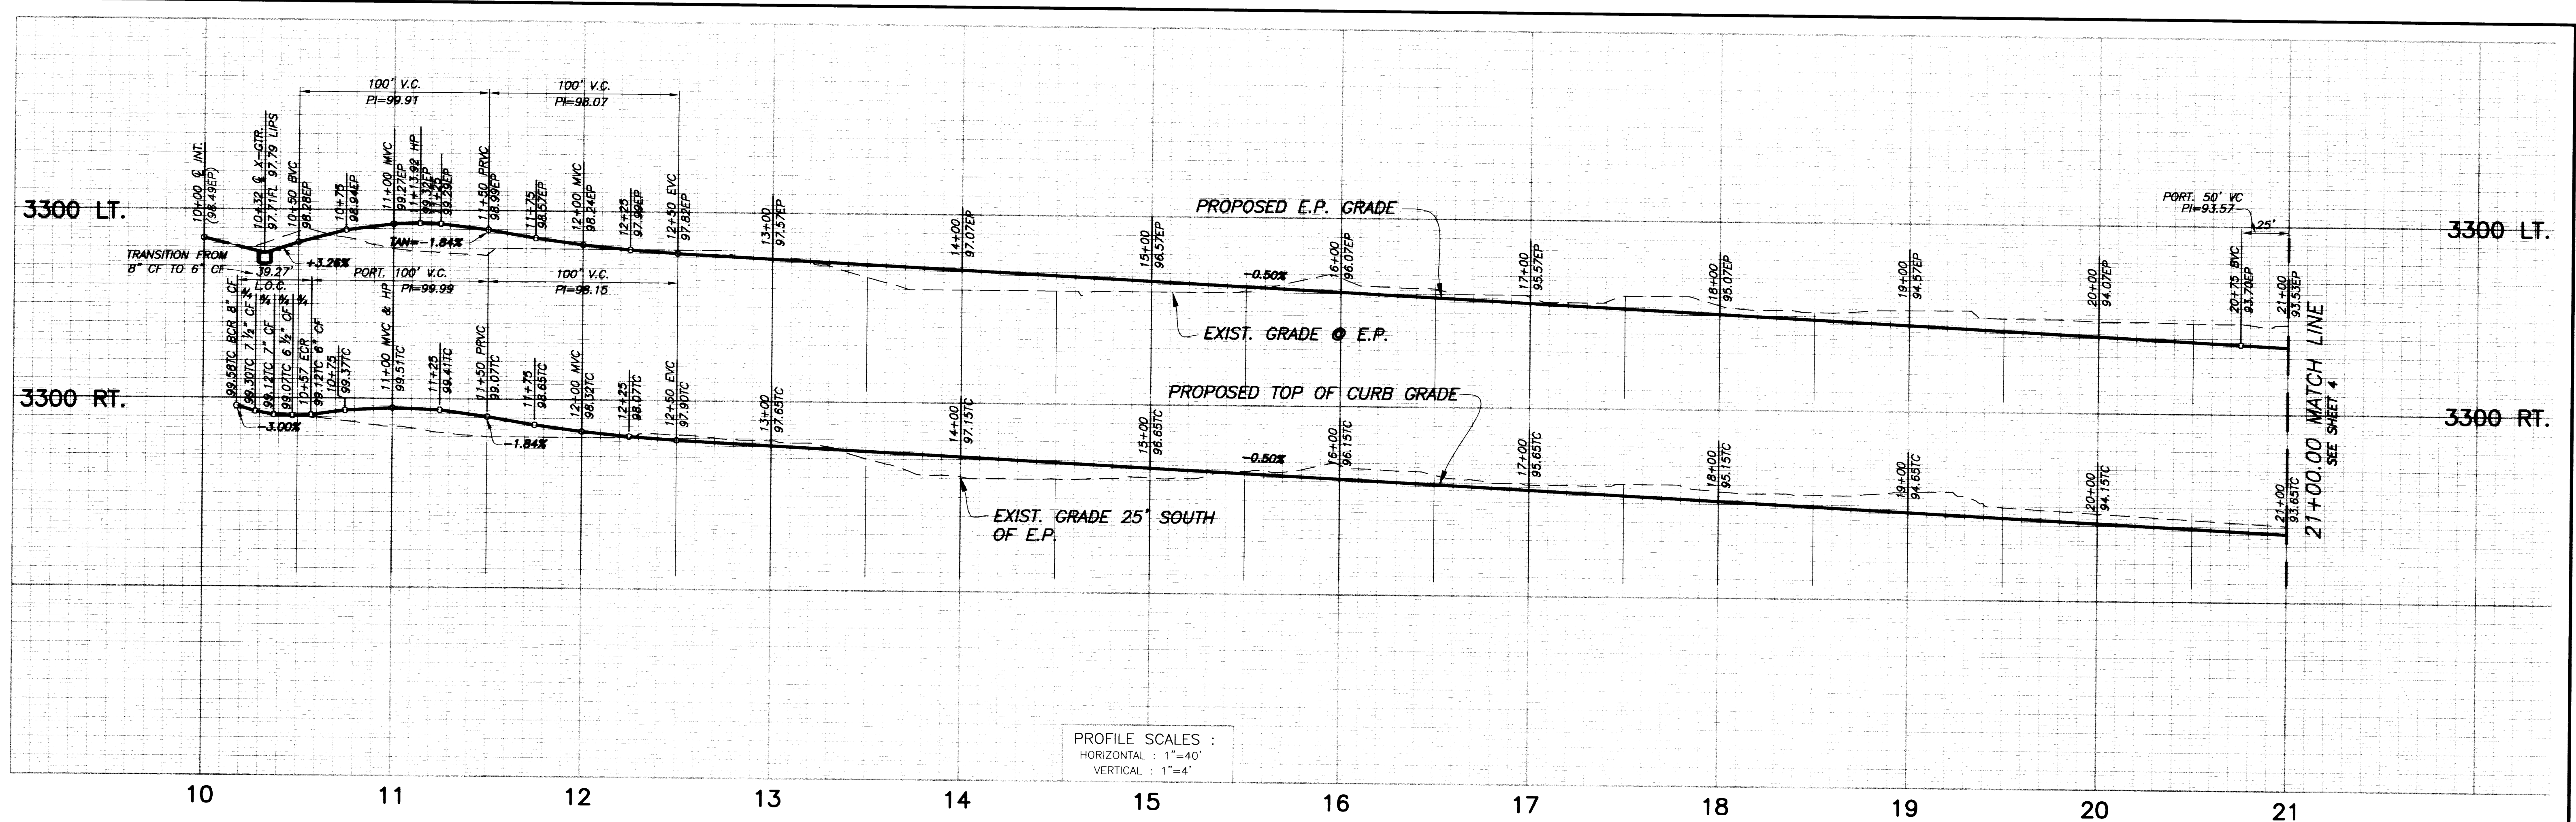 100' V.C.
PI=99.91
100' V.C.
PI=98.07
10+00 ℄ INT.
(98.49EP)
10+32 ℄ X-GTR.
97.71FL 97.79 LIPS
10+50 BVC
98.28EP
10+75
98.94EP
11+00 MVC
99.27EP
11+13.92 HP
99.32EP
11+25
99.29EP
11+50 PRVC
98.99EP
11+75
98.57EP
12+00 MVC
98.24EP
12+25
97.99EP
12+50 EVC
97.82EP
13+00
97.57EP
14+00
97.07EP
15+00
96.57EP
16+00
96.07EP
17+00
95.57EP
18+00
95.07EP
19+00
94.57EP
20+00
94.07EP
PORT. 50' VC
PI=93.57
25'
20+75 BVC
93.70EP
21+00
93.53EP
3300 LT.
3300 LT.
PROPOSED E.P. GRADE
TAN=-1.84%
+3.26%
-0.50%
EXIST. GRADE @ E.P.
TRANSITION FROM
8" CF TO 6" CF
39.27'
L.O.C.
PORT. 100' V.C.
PI=99.99
100' V.C.
PI=98.15
99.58TC BCR 8" CF
¼
99.30TC 7 ½" CF
¼
99.12TC 7" CF
¼
99.07TC 6 ½" CF
¼
10+57 ECR
99.12TC 6" CF
10+75
99.37TC
11+00 MVC & HP
99.51TC
11+25
99.41TC
11+50 PRVC
99.07TC
11+75
98.65TC
12+00 MVC
98.32TC
12+25
98.07TC
12+50 EVC
97.90TC
13+00
97.65TC
14+00
97.15TC
15+00
96.65TC
16+00
96.15TC
17+00
95.65TC
18+00
95.15TC
19+00
94.65TC
20+00
94.15TC
21+00
93.65TC
3300 RT.
3300 RT.
PROPOSED TOP OF CURB GRADE
-3.00%
-1.84%
-0.50%
EXIST. GRADE 25' SOUTH
OF E.P.
21+00.00 MATCH LINE
SEE SHEET 4
PROFILE SCALES :
HORIZONTAL : 1"=40'
VERTICAL : 1"=4'
10 11 12 13 14 15 16 17 18 19 20 21